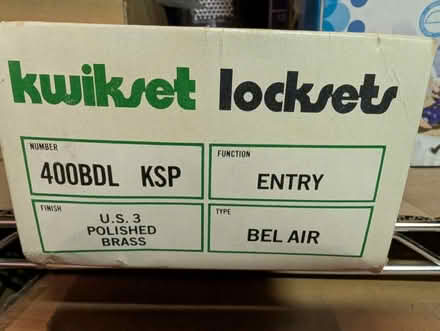 kwikset locksets
NUMBER
400BDL KSP
FUNCTION
ENTRY
FINISH
U.S. 3
POLISHED
BRASS
TYPE
BEL AIR